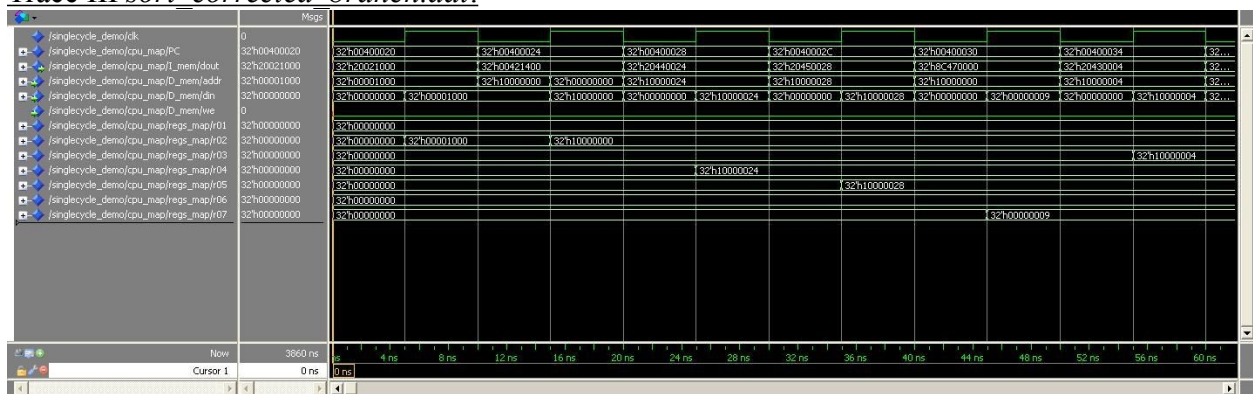 Trace III sort_corrected_branch.dat:
Msgs
/singlecycle_demo/clk 0
/singlecycle_demo/cpu_map/PC 32'h00400020 32'h00400020 32'h00400024 32'h00400028 32'h0040002C 32'h00400030 32'h00400034 32...
/singlecycle_demo/cpu_map/I_mem/dout 32'h20021000 32'h20021000 32'h00421400 32'h20440024 32'h20450028 32'h8C470000 32'h20430004 32...
/singlecycle_demo/cpu_map/D_mem/addr 32'h00001000 32'h00001000 32'h10000000 32'h00000000 32'h10000024 32'h10000028 32'h10000000 32'h10000004 32...
/singlecycle_demo/cpu_map/D_mem/din 32'h00000000 32'h00000000 32'h00001000 32'h10000000 32'h00000000 32'h10000024 32'h00000000 32'h10000028 32'h00000000 32'h00000009 32'h00000000 32'h10000004 32...
/singlecycle_demo/cpu_map/D_mem/we 0
/singlecycle_demo/cpu_map/regs_map/r01 32'h00000000 32'h00000000
/singlecycle_demo/cpu_map/regs_map/r02 32'h00000000 32'h00000000 32'h00001000 32'h10000000
/singlecycle_demo/cpu_map/regs_map/r03 32'h00000000 32'h00000000 32'h10000004
/singlecycle_demo/cpu_map/regs_map/r04 32'h00000000 32'h00000000 32'h10000024
/singlecycle_demo/cpu_map/regs_map/r05 32'h00000000 32'h00000000 32'h10000028
/singlecycle_demo/cpu_map/regs_map/r06 32'h00000000 32'h00000000
/singlecycle_demo/cpu_map/regs_map/r07 32'h00000000 32'h00000000 32'h00000009
Now 3860 ns ns 4 ns 8 ns 12 ns 16 ns 20 ns 24 ns 28 ns 32 ns 36 ns 40 ns 44 ns 48 ns 52 ns 56 ns 60 ns
Cursor 1 0 ns 0 ns